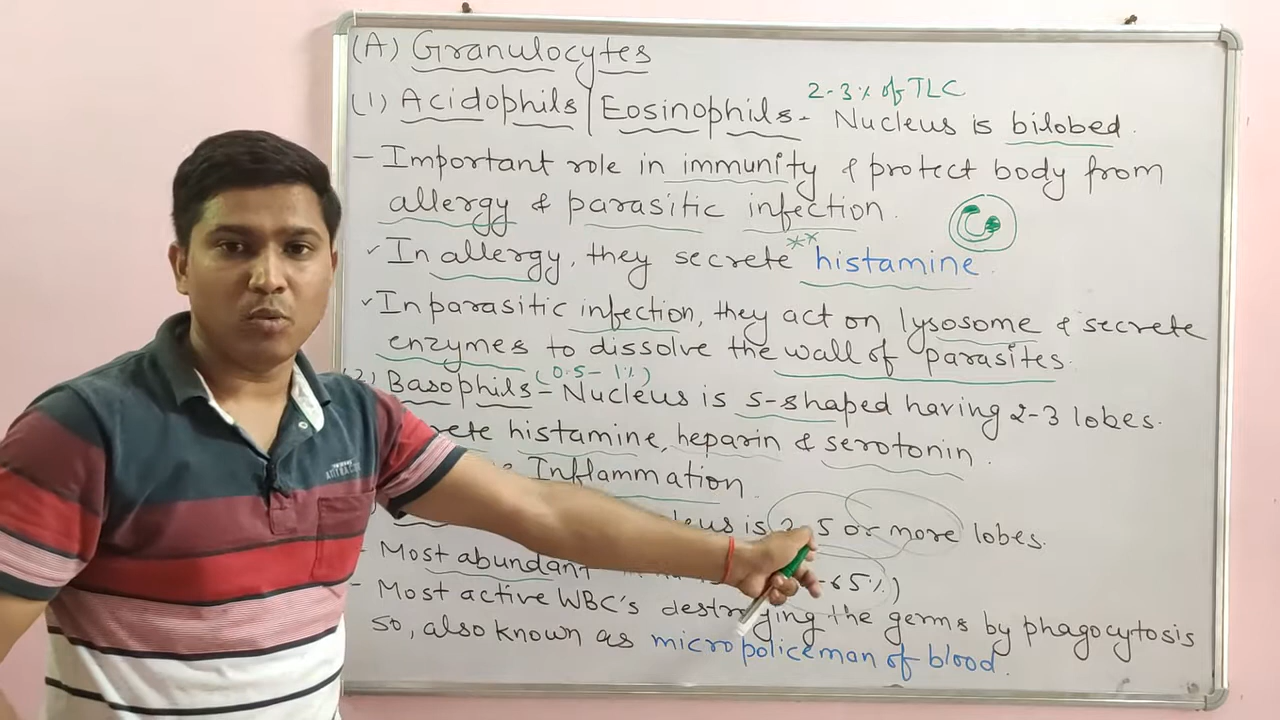 (A) Granulocytes
2-3% of TLC
(1) Acidophils/Eosinophils- Nucleus is bilobed.
- Important role in immunity & protect body from
allergy & parasitic infection.
✓ In allergy, they secrete **histamine.
✓ In parasitic infection, they act on lysosome & secrete
enzymes to dissolve the wall of parasites.
(0.5-1%)
Basophils - Nucleus is S-shaped having 2-3 lobes.
histamine, heparin & serotonin.
Inflammation.
is 2-5 or more lobes.
- Most abundant 65%)
- Most active WBC's destroying the germs by phagocytosis
so, also known as micropoliceman of blood.